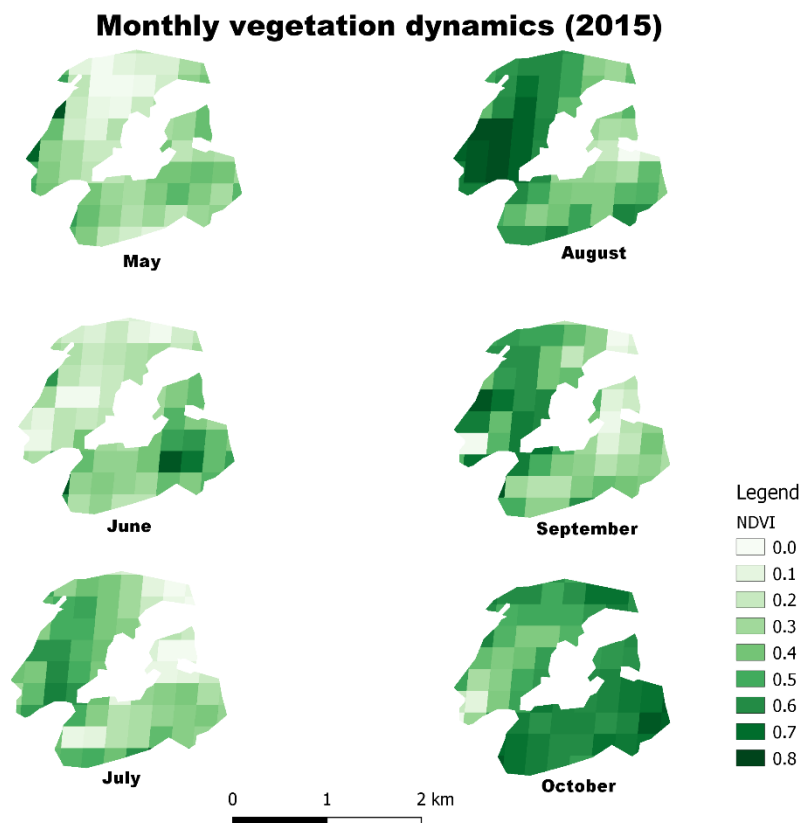 Monthly vegetation dynamics (2015)
May
August
June
September
July
October
Legend
NDVI
0.0
0.1
0.2
0.3
0.4
0.5
0.6
0.7
0.8
0 1 2 km